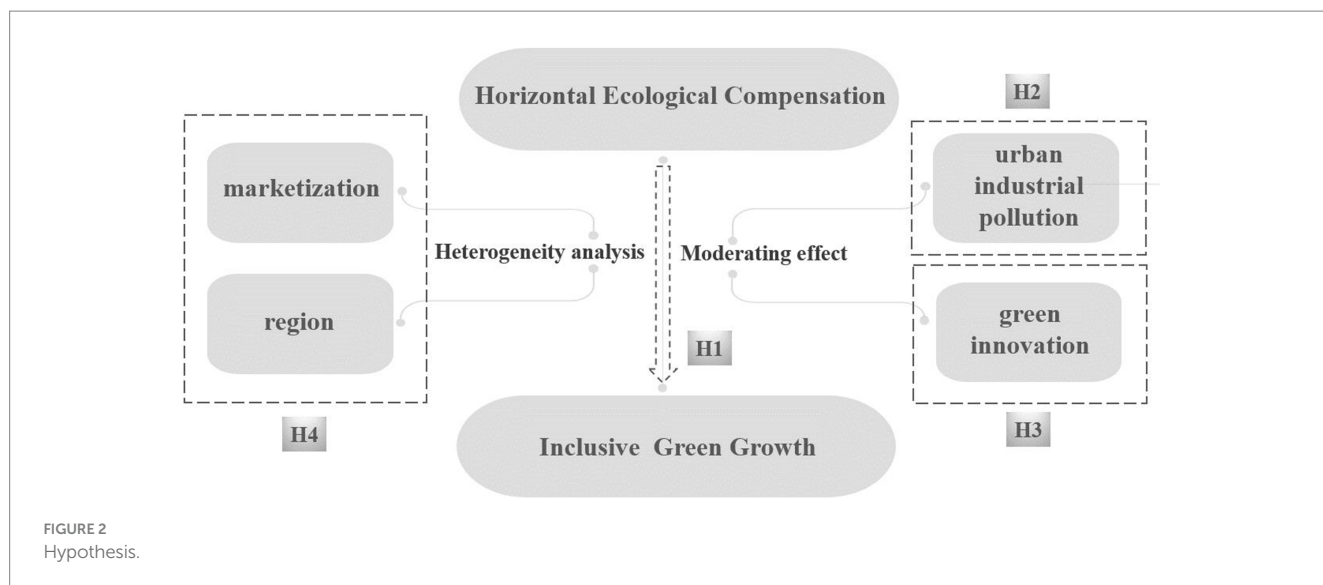 Horizontal Ecological Compensation
H2
urban
industrial
pollution
marketization
Heterogeneity analysis
Moderating effect
region
green
innovation
H1
H4
H3
Inclusive Green Growth
FIGURE 2
Hypothesis.